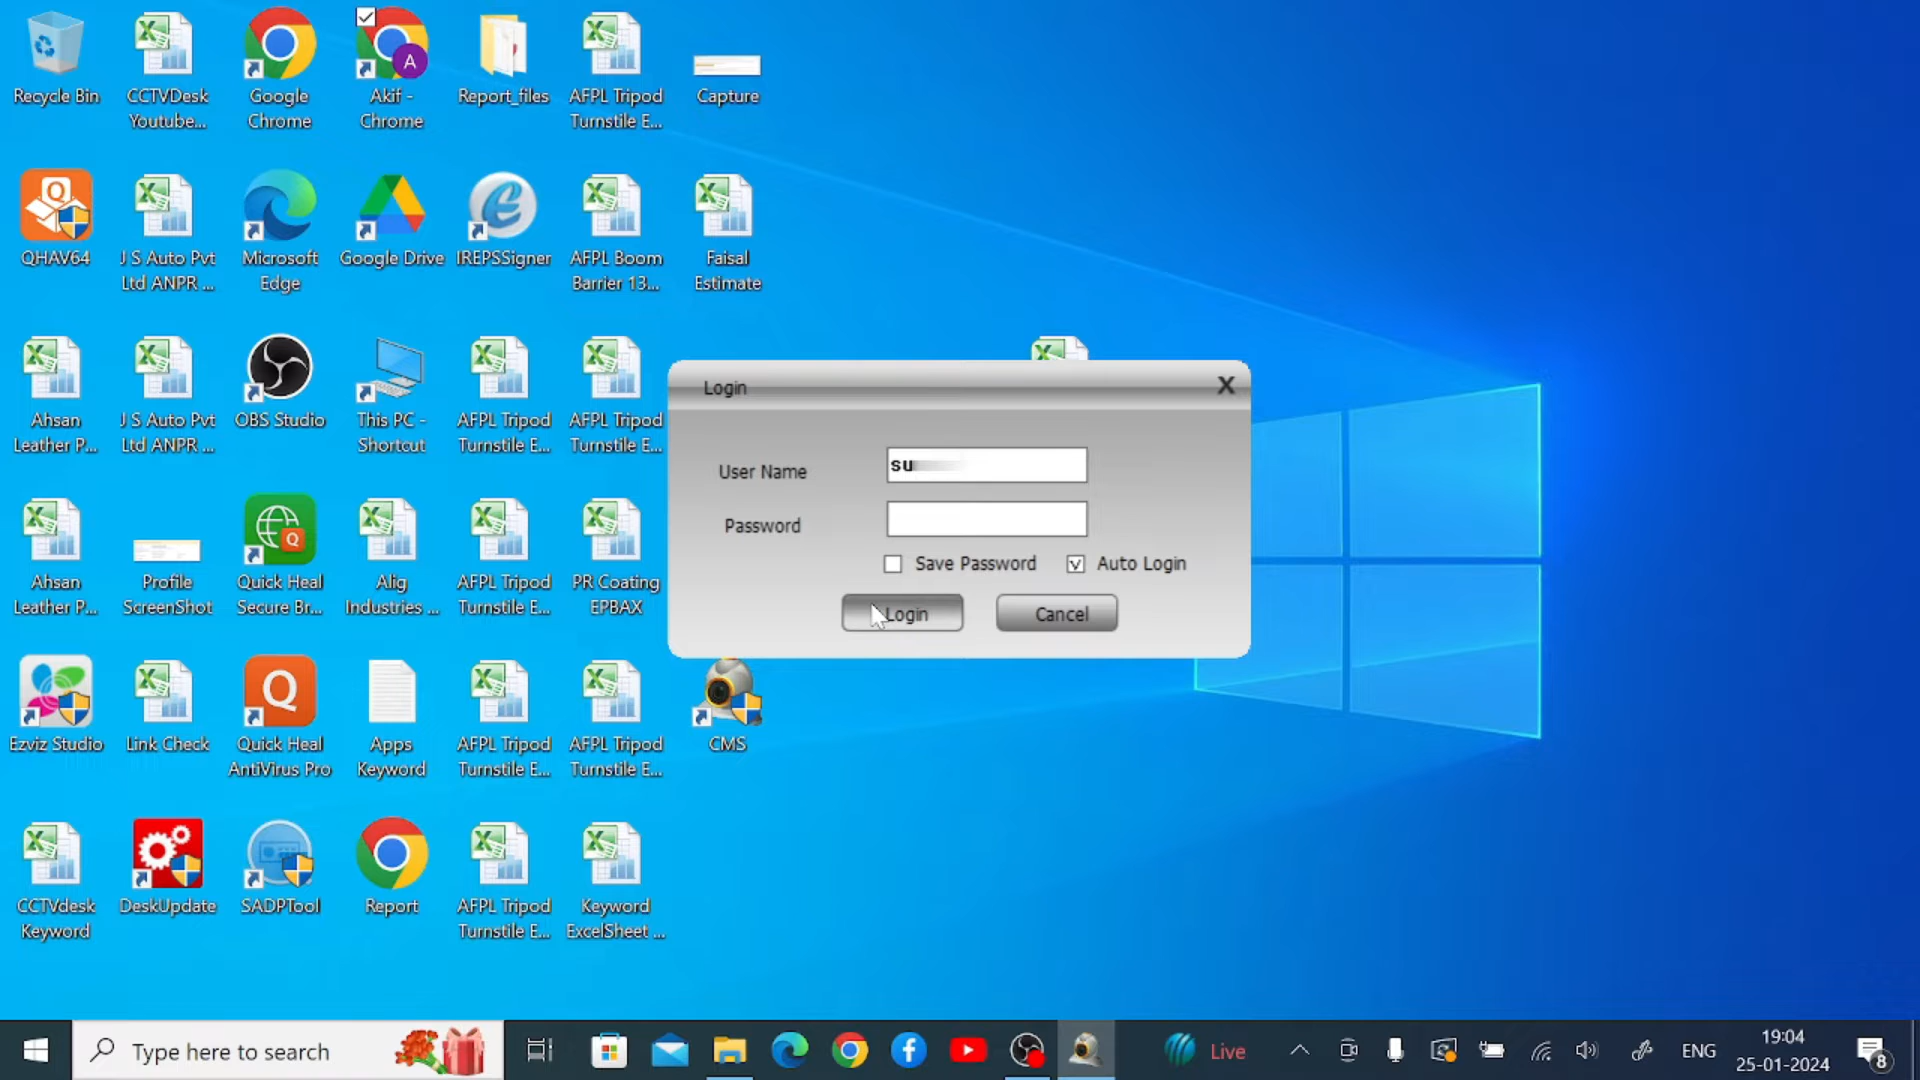 Recycle Bin
CCTVDesk
Youtube...
Google
Chrome
A
Akif -
Chrome
Report_files
AFPL Tripod
Turnstile E...
Capture
QHAV64
J S Auto Pvt
Ltd ANPR ...
Microsoft
Edge
Google Drive
IREPSSigner
AFPL Boom
Barrier 13...
Faisal
Estimate
Ahsan
Leather P...
J S Auto Pvt
Ltd ANPR ...
OBS Studio
This PC -
Shortcut
AFPL Tripod
Turnstile E...
AFPL Tripod
Turnstile E...
Login
X
User Name
su
Password
Save Password
Auto Login
Login
Cancel
Ahsan
Leather P...
Profile
ScreenShot
Quick Heal
Secure Br...
Alig
Industries ...
AFPL Tripod
Turnstile E...
PR Coating
EPBAX
Ezviz Studio
Link Check
Quick Heal
AntiVirus Pro
Apps
Keyword
AFPL Tripod
Turnstile E...
AFPL Tripod
Turnstile E...
CMS
CCTVdesk
Keyword
DeskUpdate
SADPTool
Report
AFPL Tripod
Turnstile E...
Keyword
ExcelSheet ...
Type here to search
Live
ENG
19:04
25-01-2024
8